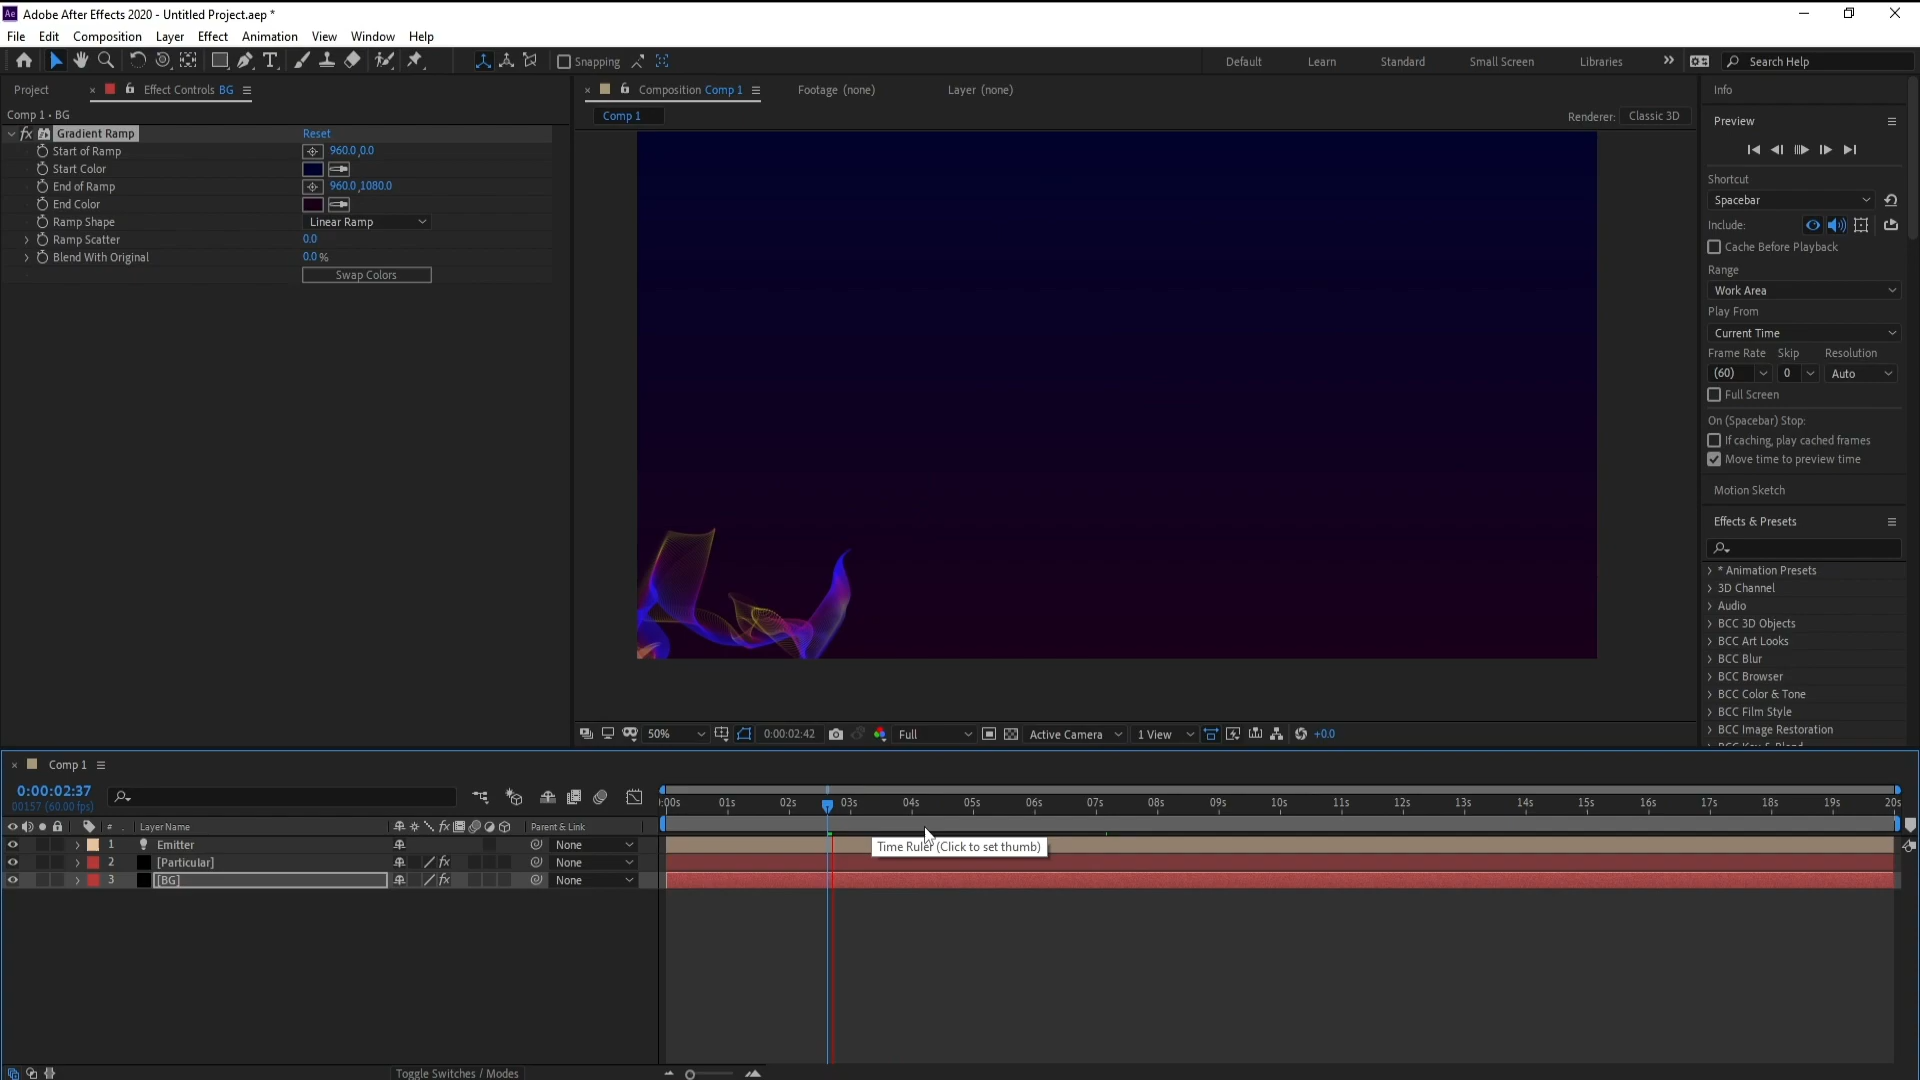 Adobe After Effects 2020 - Untitled Project.aep *
File Edit Composition Layer Effect Animation View Window Help
Snapping
Default Learn Standard Small Screen Libraries
Search Help
Project
Effect Controls BG
Comp 1 • BG
fx Gradient Ramp Reset
Start of Ramp 960.0,0.0
Start Color
End of Ramp 960.0,1080.0
End Color
Ramp Shape Linear Ramp
Ramp Scatter 0.0
Blend With Original 0.0 %
Swap Colors
Composition Comp 1 Footage (none) Layer (none)
Comp 1
Renderer: Classic 3D
50% 0:00:02:42 Full Active Camera 1 View +0.0
Info
Preview
Shortcut
Spacebar
Include:
Cache Before Playback
Range
Work Area
Play From
Current Time
Frame Rate Skip Resolution
(60) 0 Auto
Full Screen
On (Spacebar) Stop:
If caching, play cached frames
Move time to preview time
Motion Sketch
Effects & Presets
* Animation Presets
3D Channel
Audio
BCC 3D Objects
BCC Art Looks
BCC Blur
BCC Browser
BCC Color & Tone
BCC Film Style
BCC Image Restoration
Comp 1
0:00:02:37
00157 (60.00 fps)
# Layer Name Parent & Link
1 Emitter None
2 [Particular] fx None
3 [BG] fx None
:00s 01s 02s 03s 04s 05s 06s 07s 08s 09s 10s 11s 12s 13s 14s 15s 16s 17s 18s 19s 20s
Time Ruler (Click to set thumb)
Toggle Switches / Modes